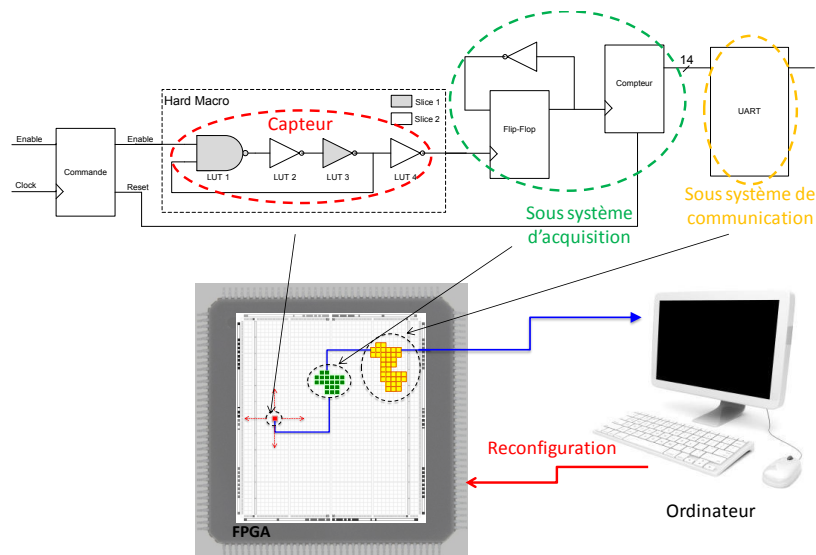 14
Compteur
UART
Hard Macro
Slice 1
Slice 2
Capteur
Flip-Flop
Enable
Enable
Commande
Clock
Reset
LUT 1
LUT 2
LUT 3
LUT 4
Sous système
d'acquisition
Sous système de
communication
Reconfiguration
Ordinateur
FPGA